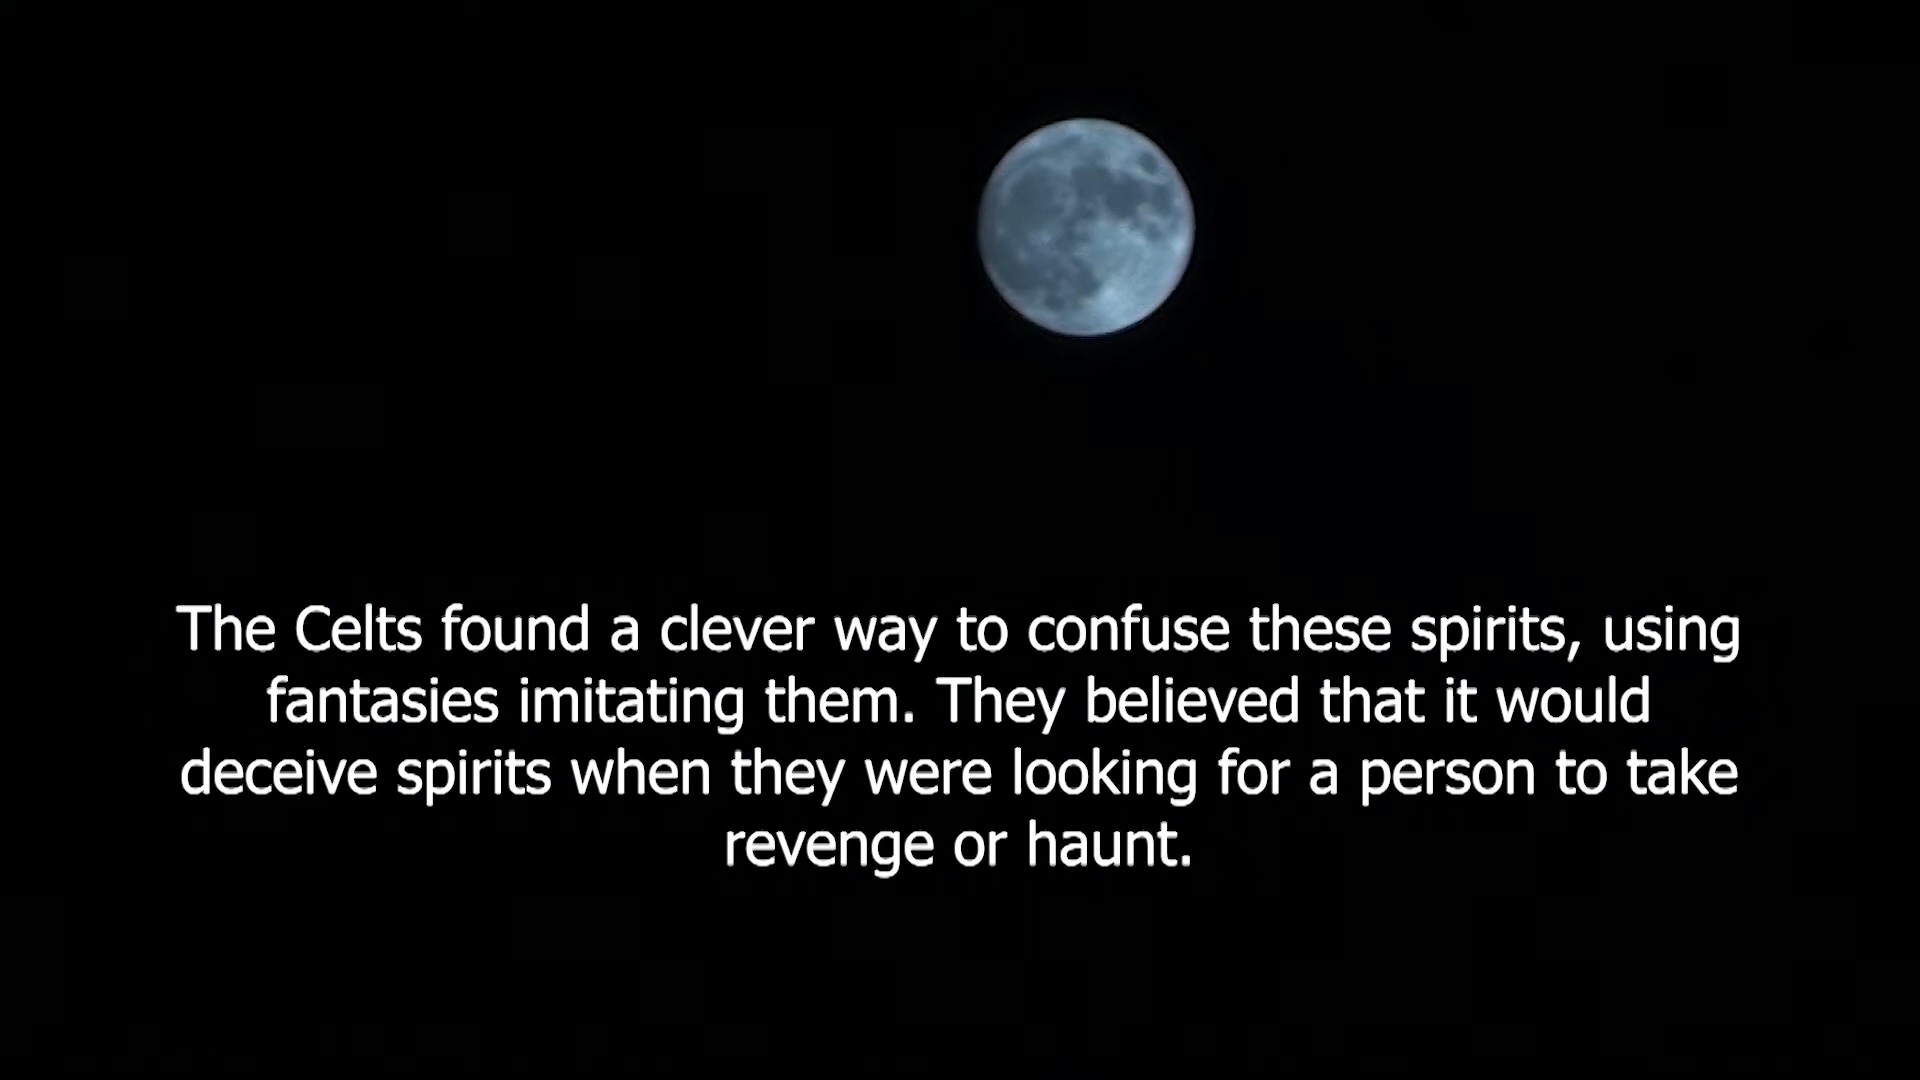 The Celts found a clever way to confuse these spirits, using
fantasies imitating them. They believed that it would
deceive spirits when they were looking for a person to take
revenge or haunt.